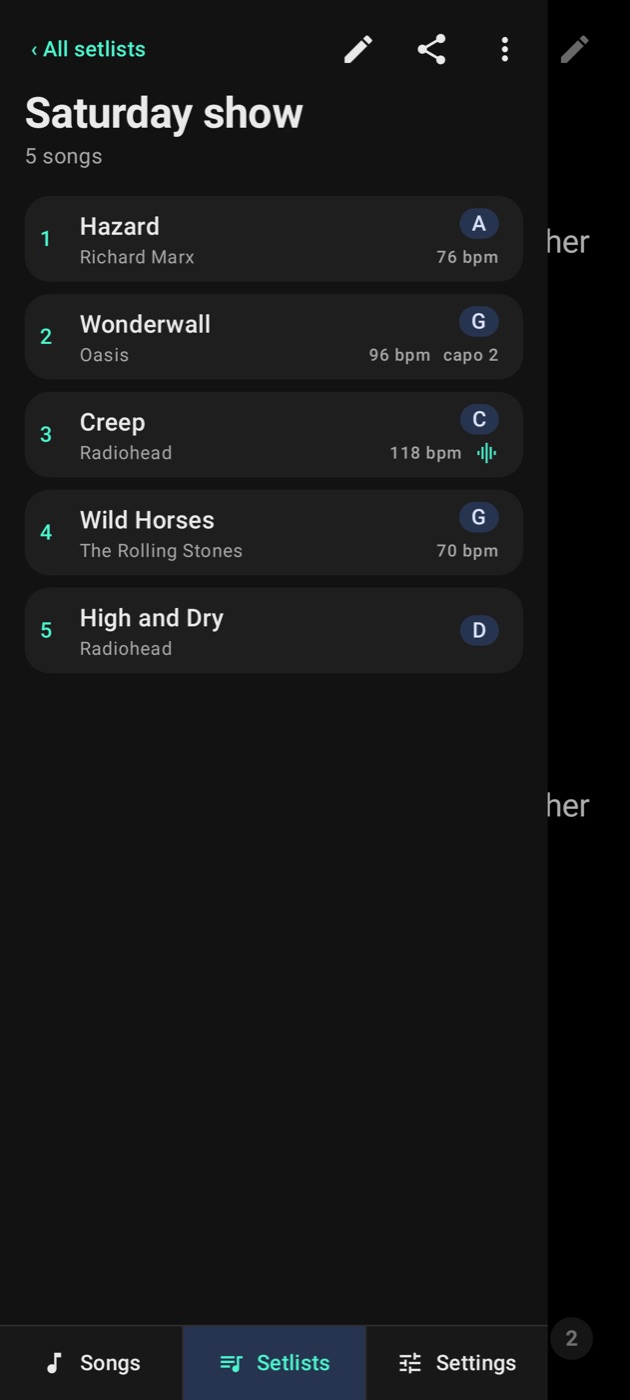 ‹ All setlists
Saturday show
5 songs
1 Hazard A
Richard Marx 76 bpm
her
2 Wonderwall G
Oasis 96 bpm capo 2
3 Creep C
Radiohead 118 bpm
4 Wild Horses G
The Rolling Stones 70 bpm
5 High and Dry D
Radiohead
her
2
Songs Setlists Settings